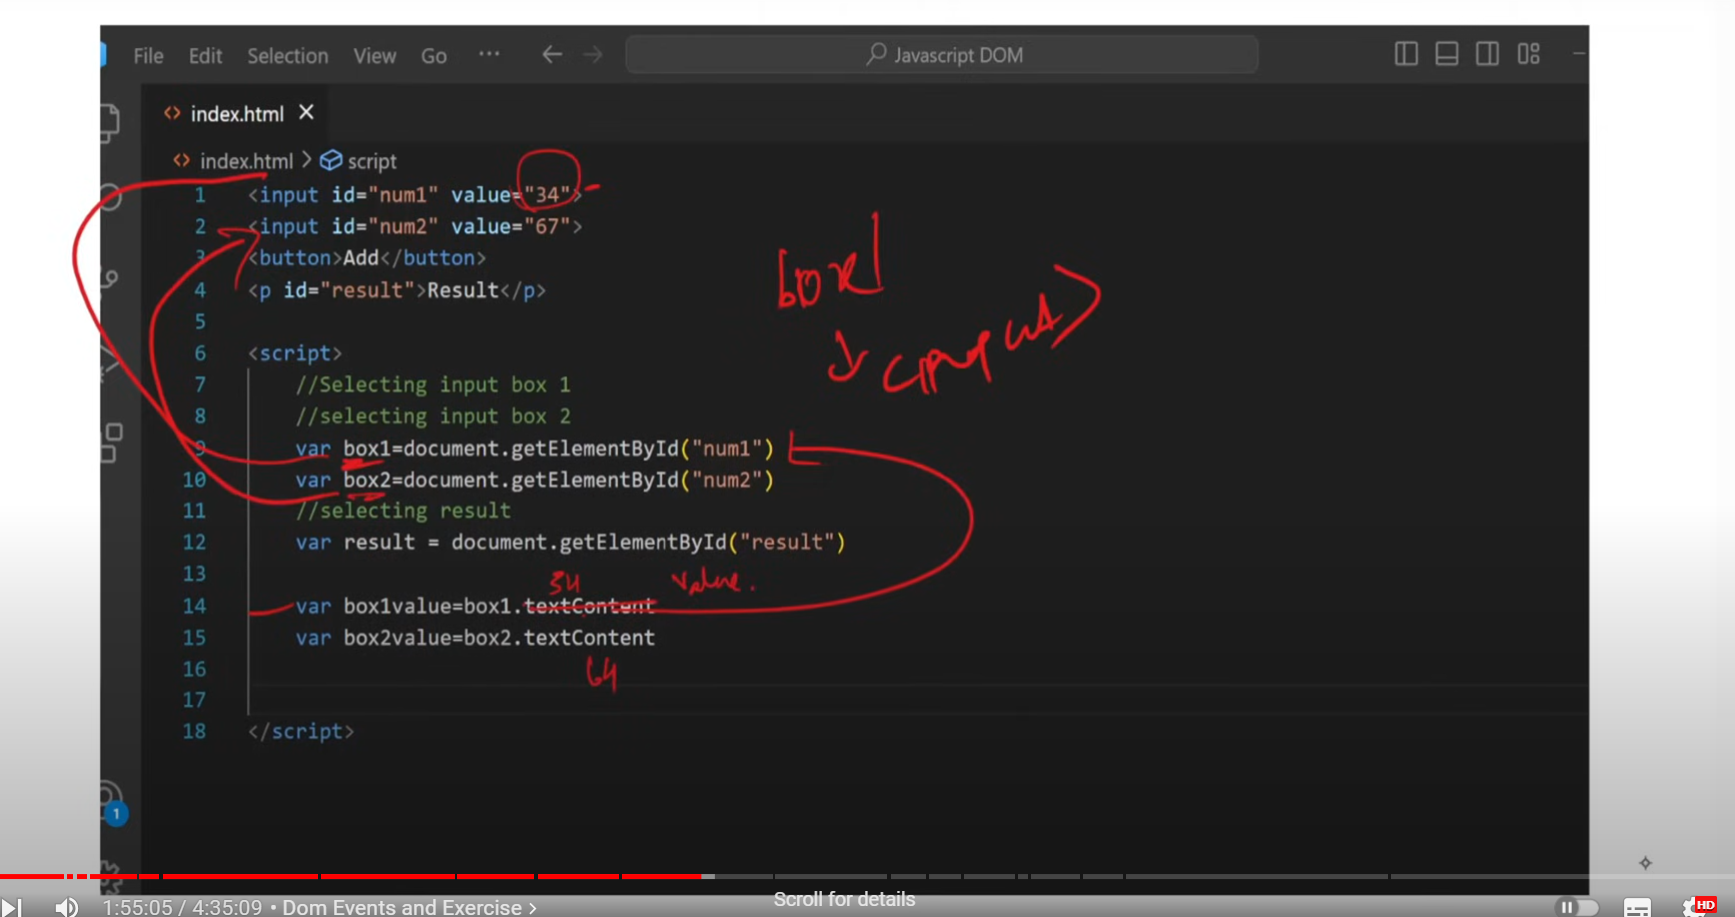 File Edit Selection View Go ··· ← → Javascript DOM
<> index.html ×
<> index.html > script
1 <input id="num1" value="34">
2 <input id="num2" value="67">
3 <button>Add</button>
4 <p id="result">Result</p>
5
6 <script>
7 //Selecting input box 1
8 //selecting input box 2
9 var box1=document.getElementById("num1")
10 var box2=document.getElementById("num2")
11 //selecting result
12 var result = document.getElementById("result")
13
34 value.
14 var box1value=box1.textContent
15 var box2value=box2.textContent
64
16
17
18 </script>
box1
1
Scroll for details
1:55:05 / 4:35:09 • Dom Events and Exercise >
HD